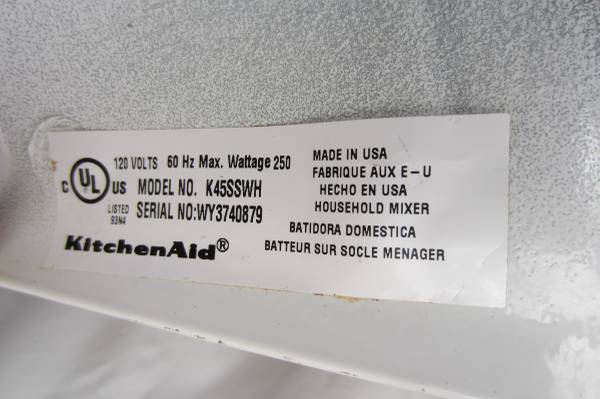 120 VOLTS 60 Hz Max. Wattage 250
C UL US
LISTED
93N4
MODEL NO. K45SSWH
SERIAL NO:WY3740879
KitchenAid®
MADE IN USA
FABRIQUE AUX E-U
HECHO EN USA
HOUSEHOLD MIXER
BATIDORA DOMESTICA
BATTEUR SUR SOCLE MENAGER